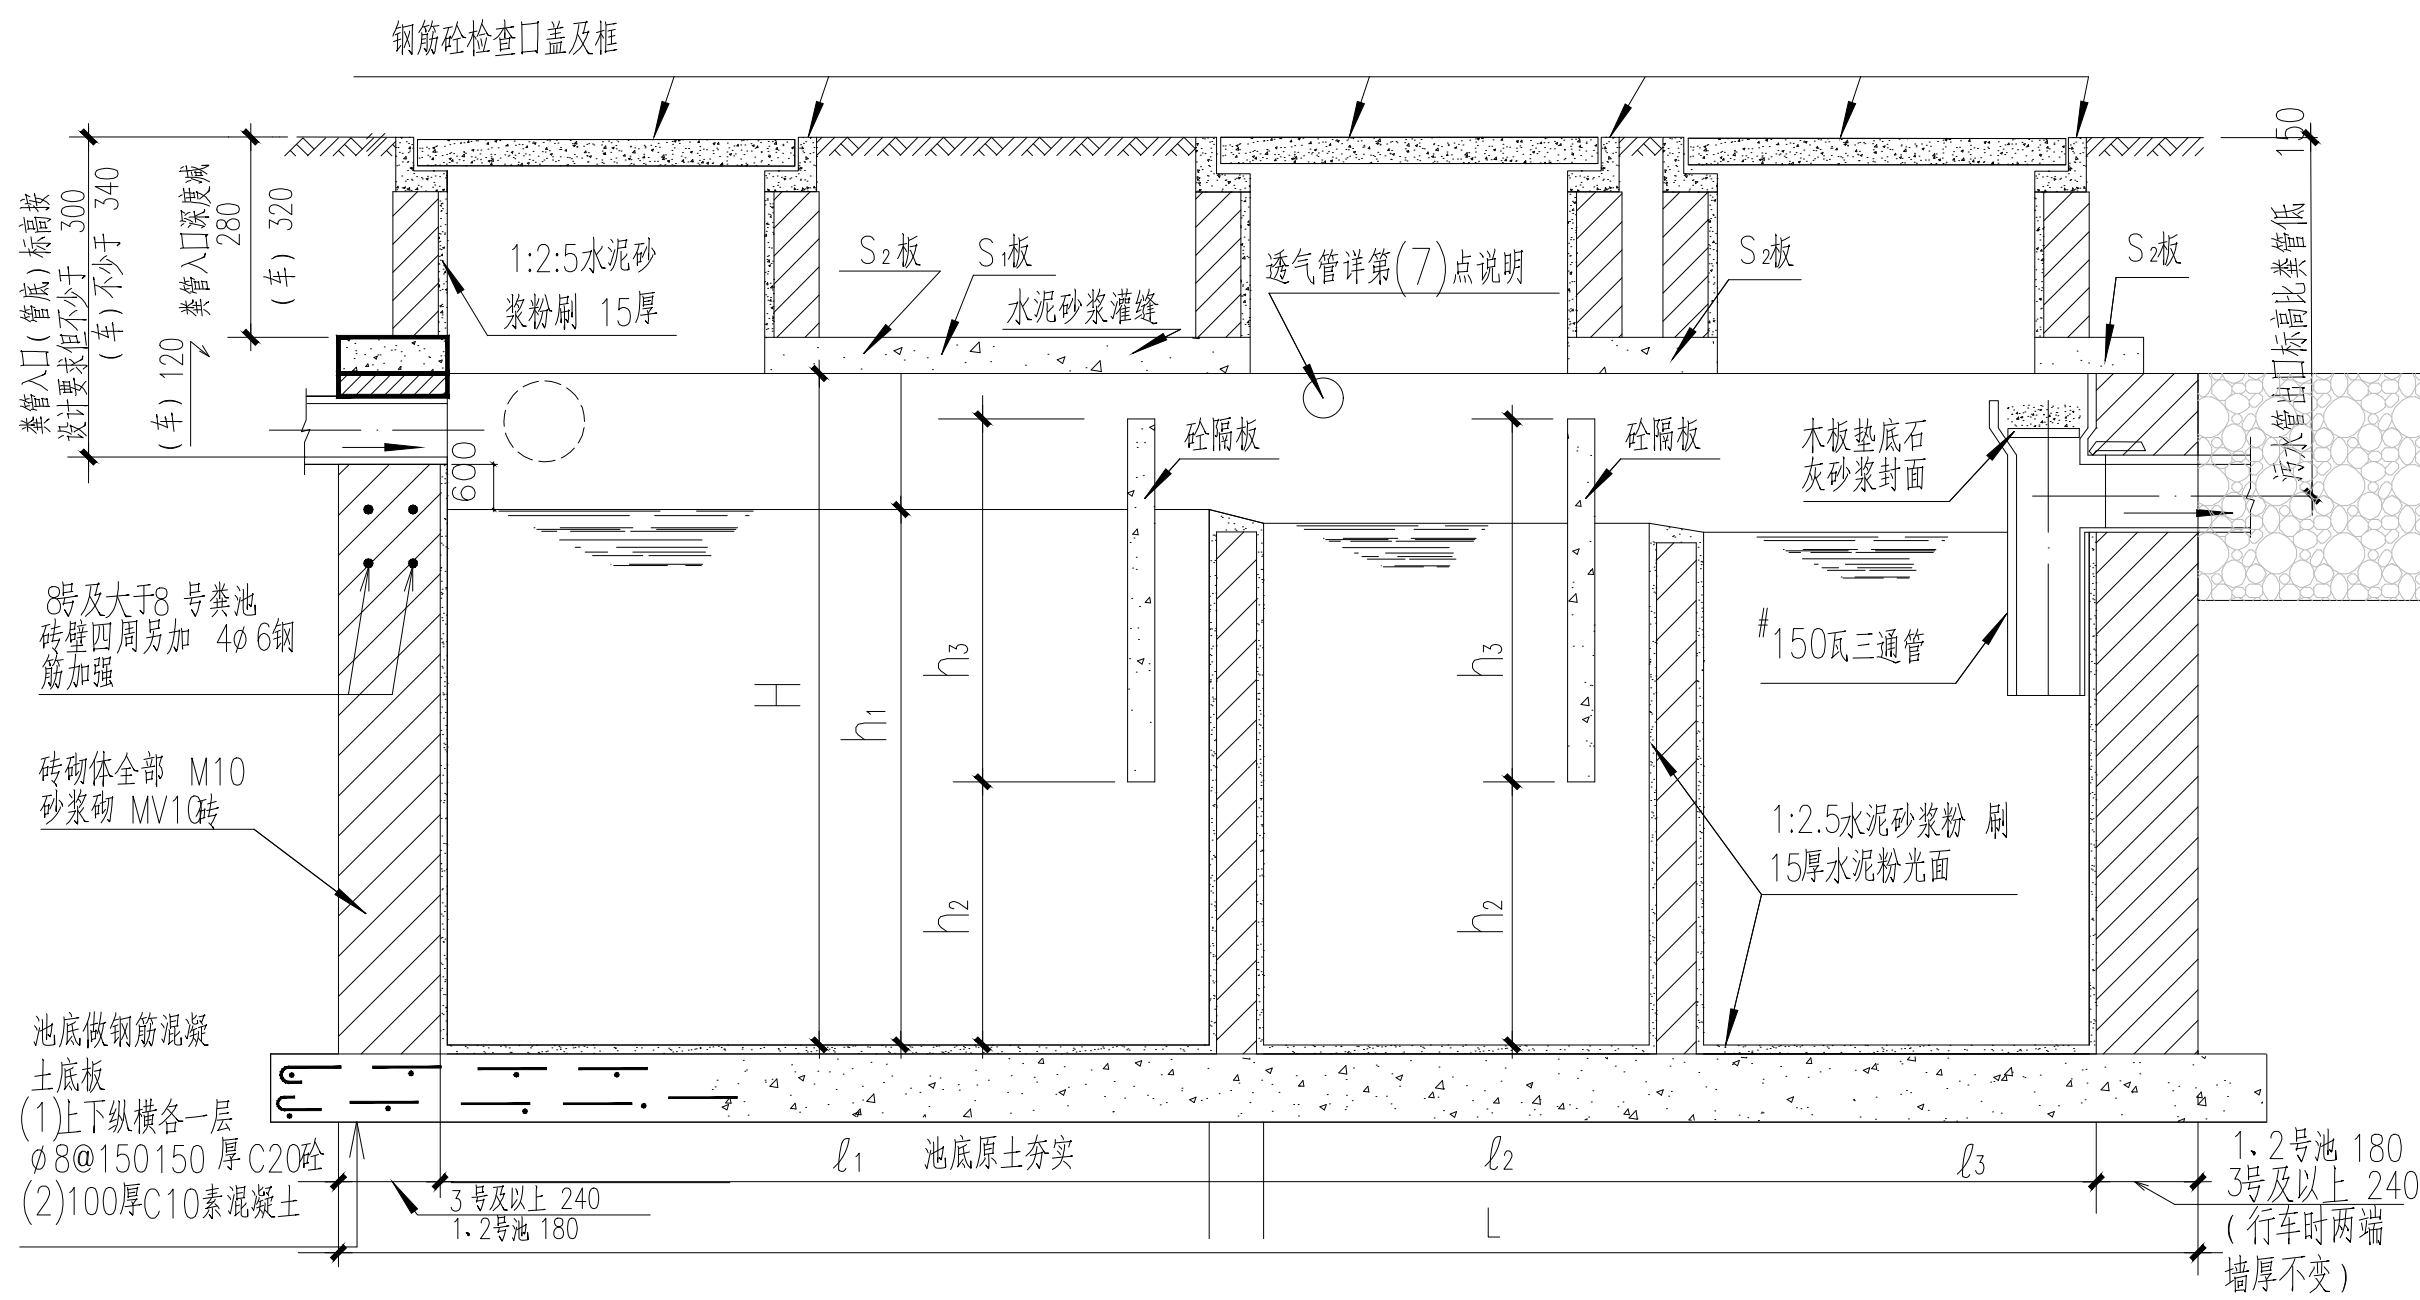 钢筋砼检查口盖及框
粪管入口(管底)标高按
设计要求但不少于 300
(车)不少于 340
粪管入口深度减
280
(车)320
(车)120
1:2:5水泥砂
浆粉刷 15厚
S2板
S1板
水泥砂浆灌缝
透气管详第(7)点说明
S2板
S2板
150
污水管出口标高比粪管低
600
砼隔板
砼隔板
木板垫底石
灰砂浆封面
8号及大于8 号粪池
砖壁四周另加 4ø6钢
筋加强
h3
H
h1
h3
#150瓦三通管
砖砌体全部 M10
砂浆砌 MV10砖
h2
h2
1:2.5水泥砂浆粉 刷
15厚水泥粉光面
池底做钢筋混凝
土底板
(1)上下纵横各一层
ø8@150150厚C20砼
(2)100厚C10素混凝土
ℓ1
池底原土夯实
ℓ2
ℓ3
3号及以上 240
1、2号池 180
L
1、2号池 180
3号及以上 240
(行车时两端
墙厚不变)